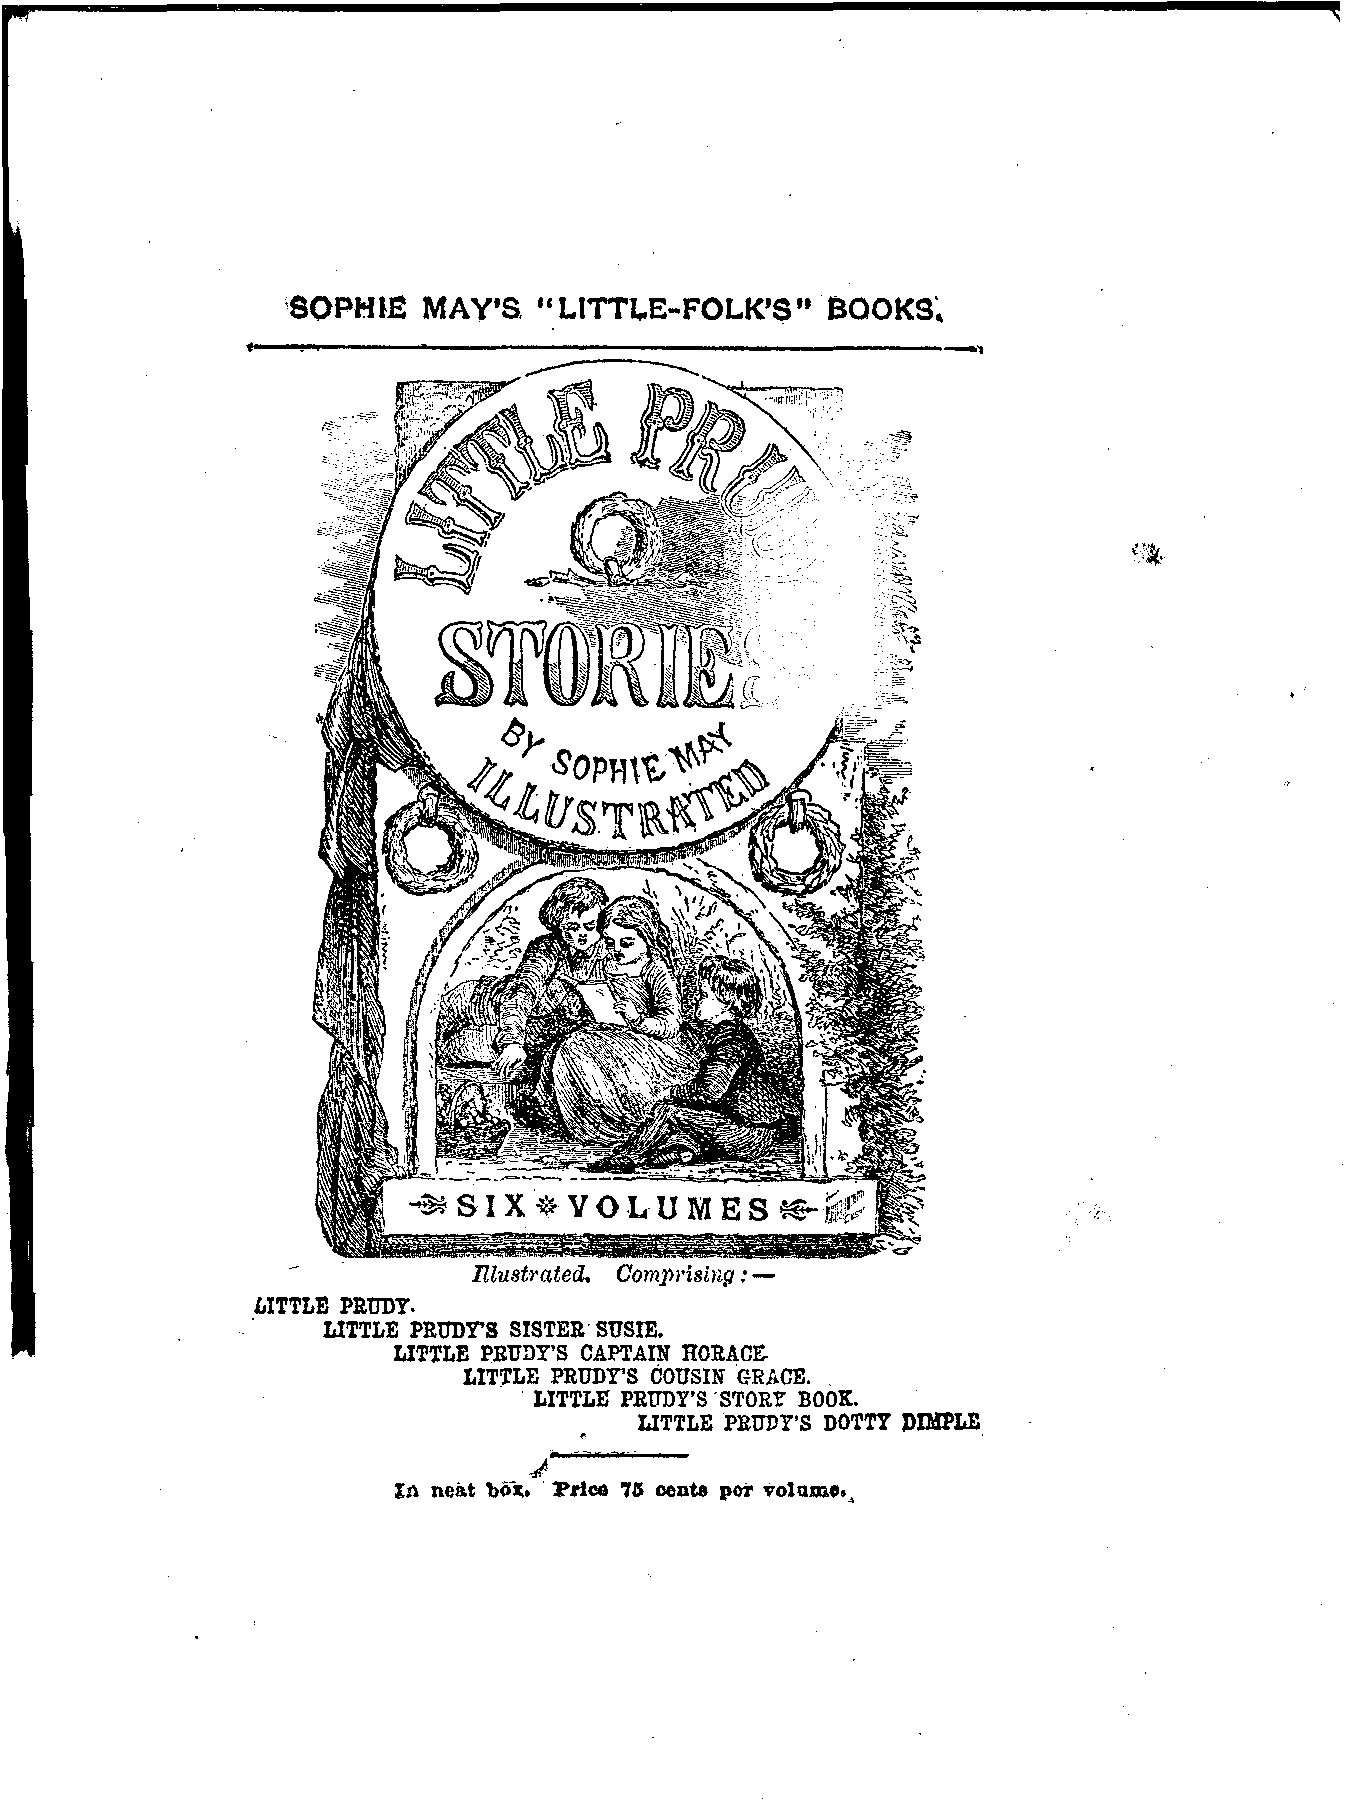 SOPHIE MAY'S "LITTLE-FOLK'S" BOOKS.
LITTLE PRU
STORIE
BY SOPHIE MAY
ILLUSTRATED
SIX VOLUMES
Illustrated. Comprising:—
LITTLE PRUDY.
LITTLE PRUDY'S SISTER SUSIE.
LITTLE PRUDY'S CAPTAIN HORACE
LITTLE PRUDY'S COUSIN GRACE.
LITTLE PRUDY'S STORY BOOK.
LITTLE PRUDY'S DOTTY DIMPLE
In neat box. Price 75 cents per volume.